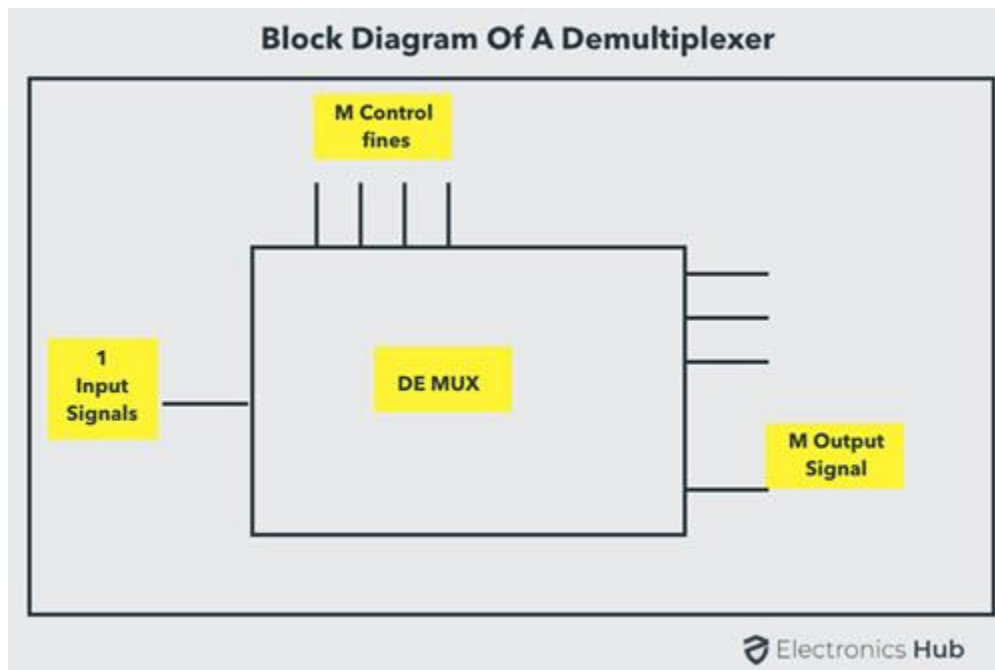 Block Diagram Of A Demultiplexer
M Control
fines
1
Input
Signals
DE MUX
M Output
Signal
Electronics Hub